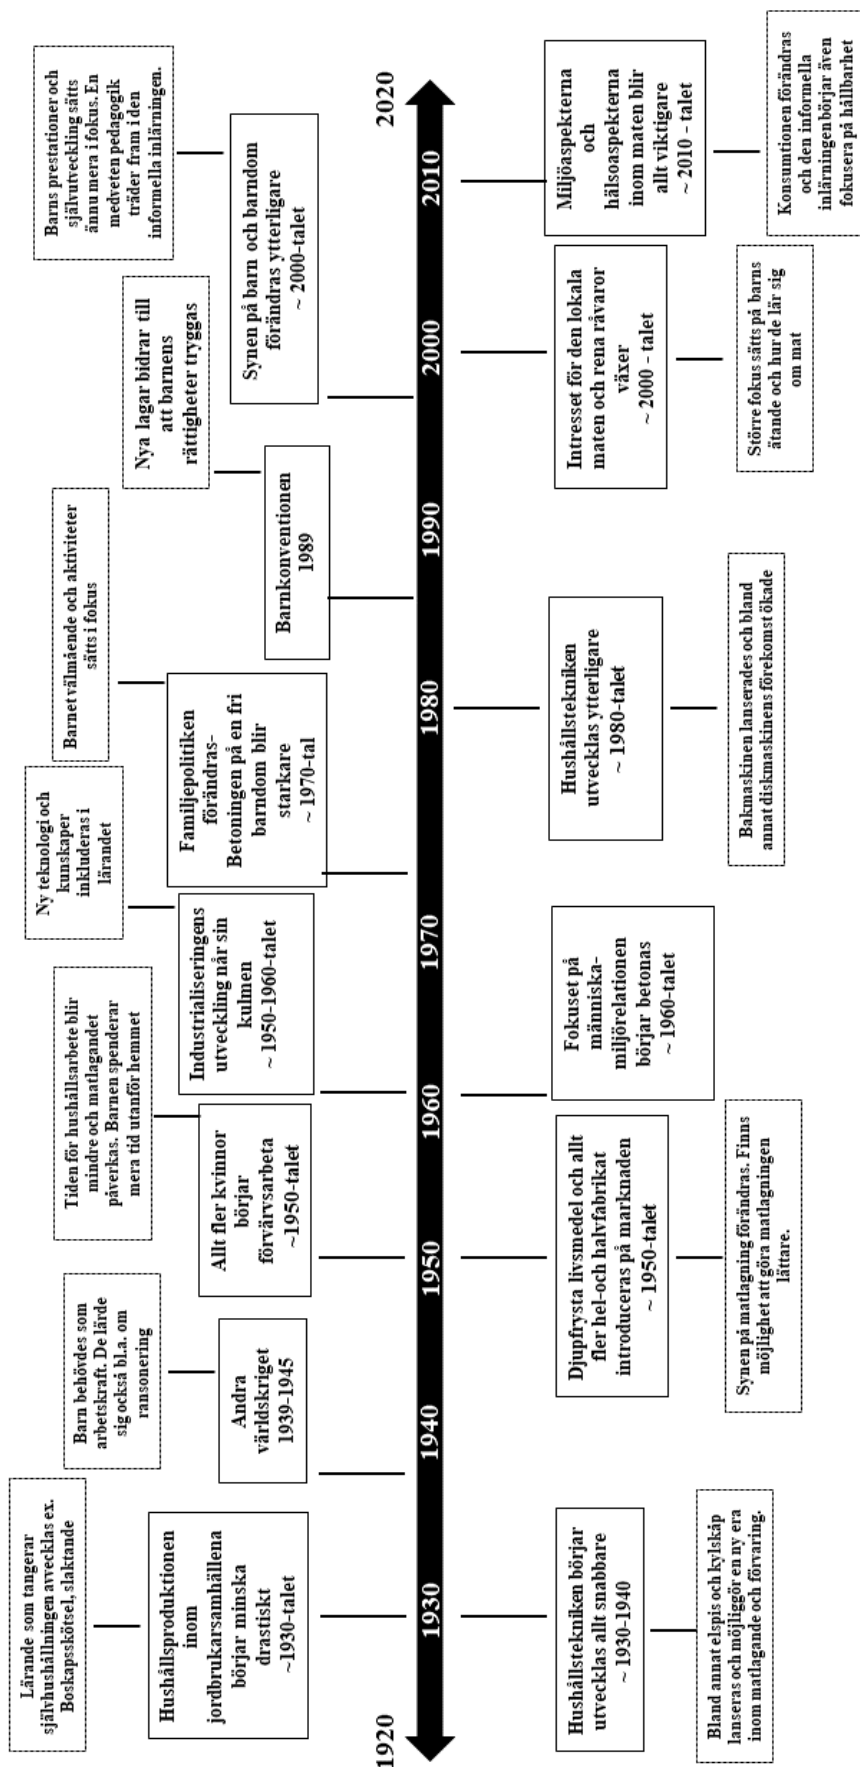 Lärande som tangerar
självhushållningen avvecklas ex.
Boskapsskötsel, slaktande
Hushållsproduktionen
inom
jordbrukarsamhällena
börjar minska
drastiskt
~1930-talet
Barn behövdes som
arbetskraft. De lärde
sig också bl.a. om
ransonering
Andra
världskriget
1939-1945
Tiden för hushållsarbete blir
mindre och matlagandet
påverkas. Barnen spenderar
mera tid utanför hemmet
Allt fler kvinnor
börjar
förvärvsarbeta
~1950-talet
Ny teknologi och
kunskaper
inkluderas i
lärandet
Industrialiseringens
utveckling når sin
kulmen
~ 1950-1960-talet
Barnet välmående och aktiviteter
sätts i fokus
Familjepolitiken
förändras-
Betoningen på en fri
barndom blir
starkare
~ 1970-tal
Nya lagar bidrar till
att barnens
rättigheter tryggas
Barnkonventionen
1989
Barns prestationer och
självutveckling sätts
ännu mera i fokus. En
medveten pedagogik
träder fram i den
informella inlärningen.
Synen på barn och barndom
förändras ytterligare
~ 2000-talet
1920
1930
1940
1950
1960
1970
1980
1990
2000
2010
2020
Hushållstekniken börjar
utvecklas allt snabbare
~ 1930-1940
Bland annat elspis och kylskåp
lanseras och möjliggör en ny era
inom matlagande och förvaring.
Djupfrysta livsmedel och allt
fler hel-och halvfabrikat
introduceras på marknaden
~ 1950-talet
Synen på matlagning förändras. Finns
möjlighet att göra matlagningen
lättare.
Fokuset på
människa-
miljörelationen
börjar betonas
~ 1960-talet
Hushållstekniken
utvecklas ytterligare
~ 1980-talet
Bakmaskinen lanserades och bland
annat diskmaskinens förekomst ökade
Intresset för den lokala
maten och rena råvaror
växer
~ 2000 - talet
Större fokus sätts på barns
ätande och hur de lär sig
om mat
Miljöaspekterna
och
hälsoaspekterna
inom maten blir
allt viktigare
~ 2010 - talet
Konsumtionen förändras
och den informella
inlärningen börjar även
fokusera på hållbarhet